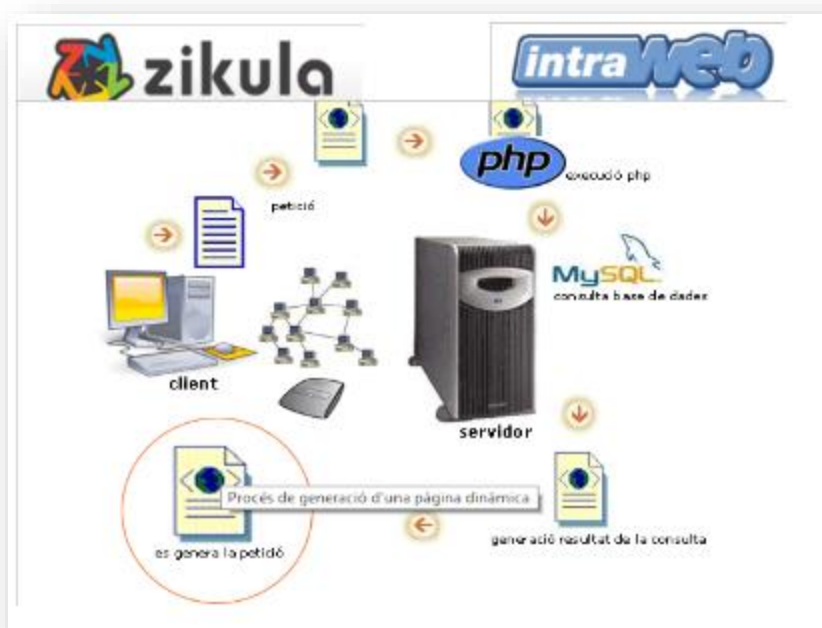 zikula
intraweb
php
execució php
petició
MySQL
consulta base de dades
client
servidor
Procés de generació d'una pàgina dinàmica
es genera la petició
generació resultat de la consulta